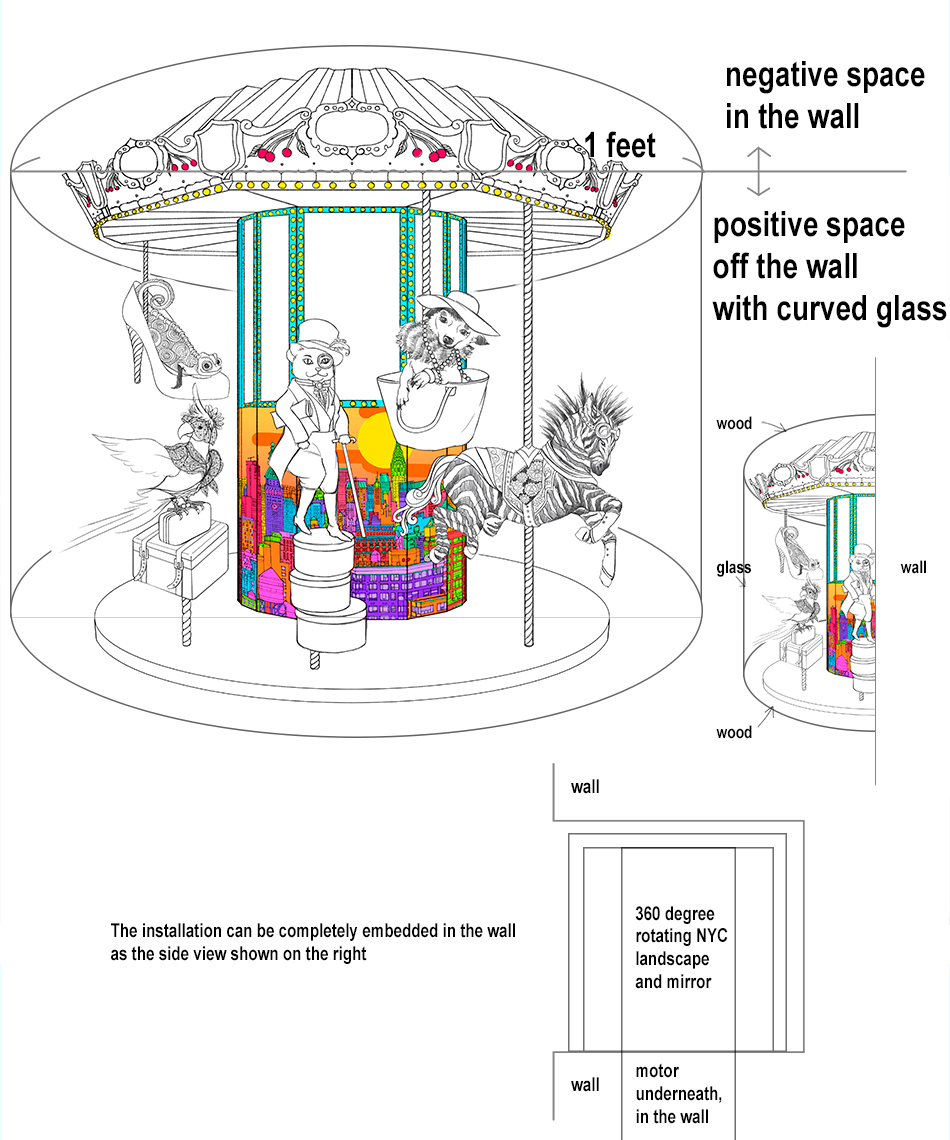 negative space
in the wall
1 feet
positive space
off the wall
with curved glass
wood
glass
wall
wood
wall
The installation can be completely embedded in the wall
as the side view shown on the right
360 degree
rotating NYC
landscape
and mirror
wall
motor
underneath,
in the wall